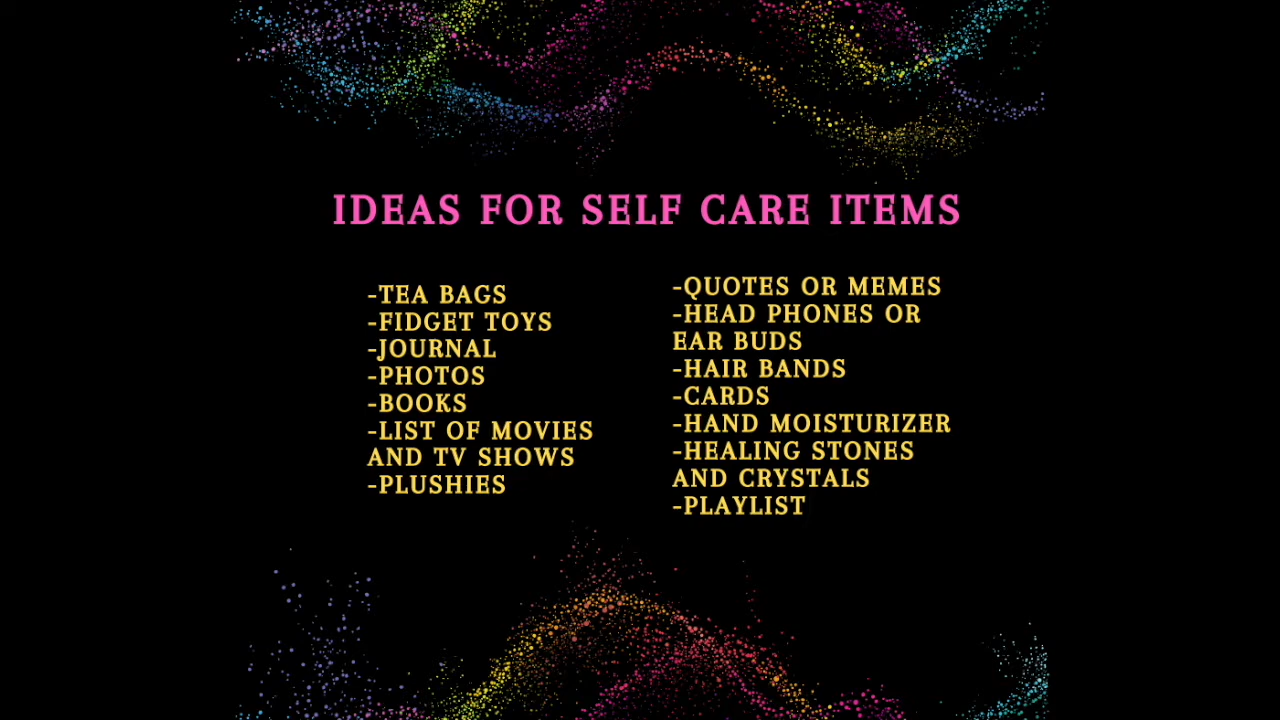 IDEAS FOR SELF CARE ITEMS
-TEA BAGS
-FIDGET TOYS
-JOURNAL
-PHOTOS
-BOOKS
-LIST OF MOVIES
AND TV SHOWS
-PLUSHIES
-QUOTES OR MEMES
-HEAD PHONES OR
EAR BUDS
-HAIR BANDS
-CARDS
-HAND MOISTURIZER
-HEALING STONES
AND CRYSTALS
-PLAYLIST